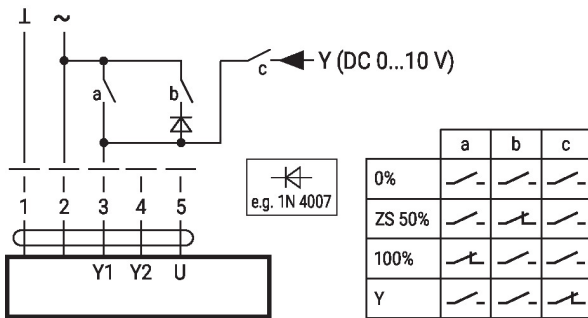 ⊥ ~
Y (DC 0...10 V)
a b c
1 2 3 4 5
Y1 Y2 U
e.g. 1N 4007
a b c
0%
ZS 50%
100%
Y